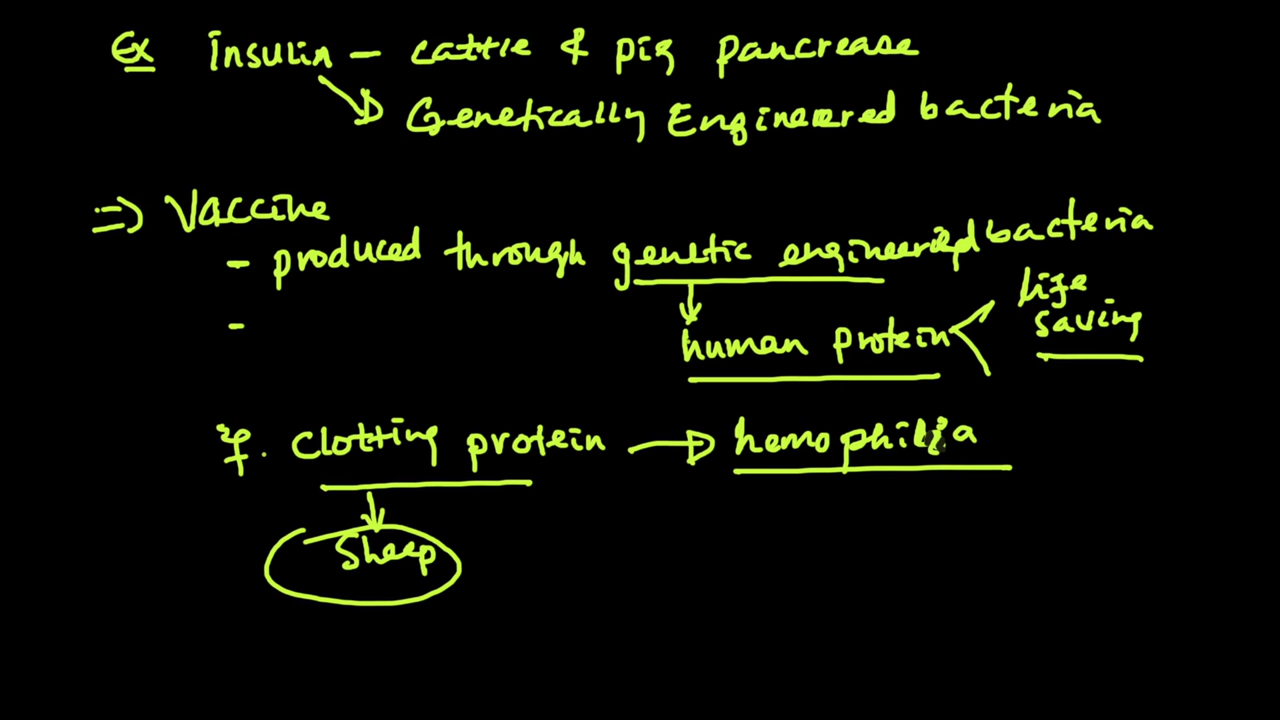 Ex Insulin - cattle & pig pancrease
Genetically Engineered bacteria
=> Vaccine
- produced through genetic engineered bacteria
life
saving
- human protein
clotting protein → hemophilia
Sheep